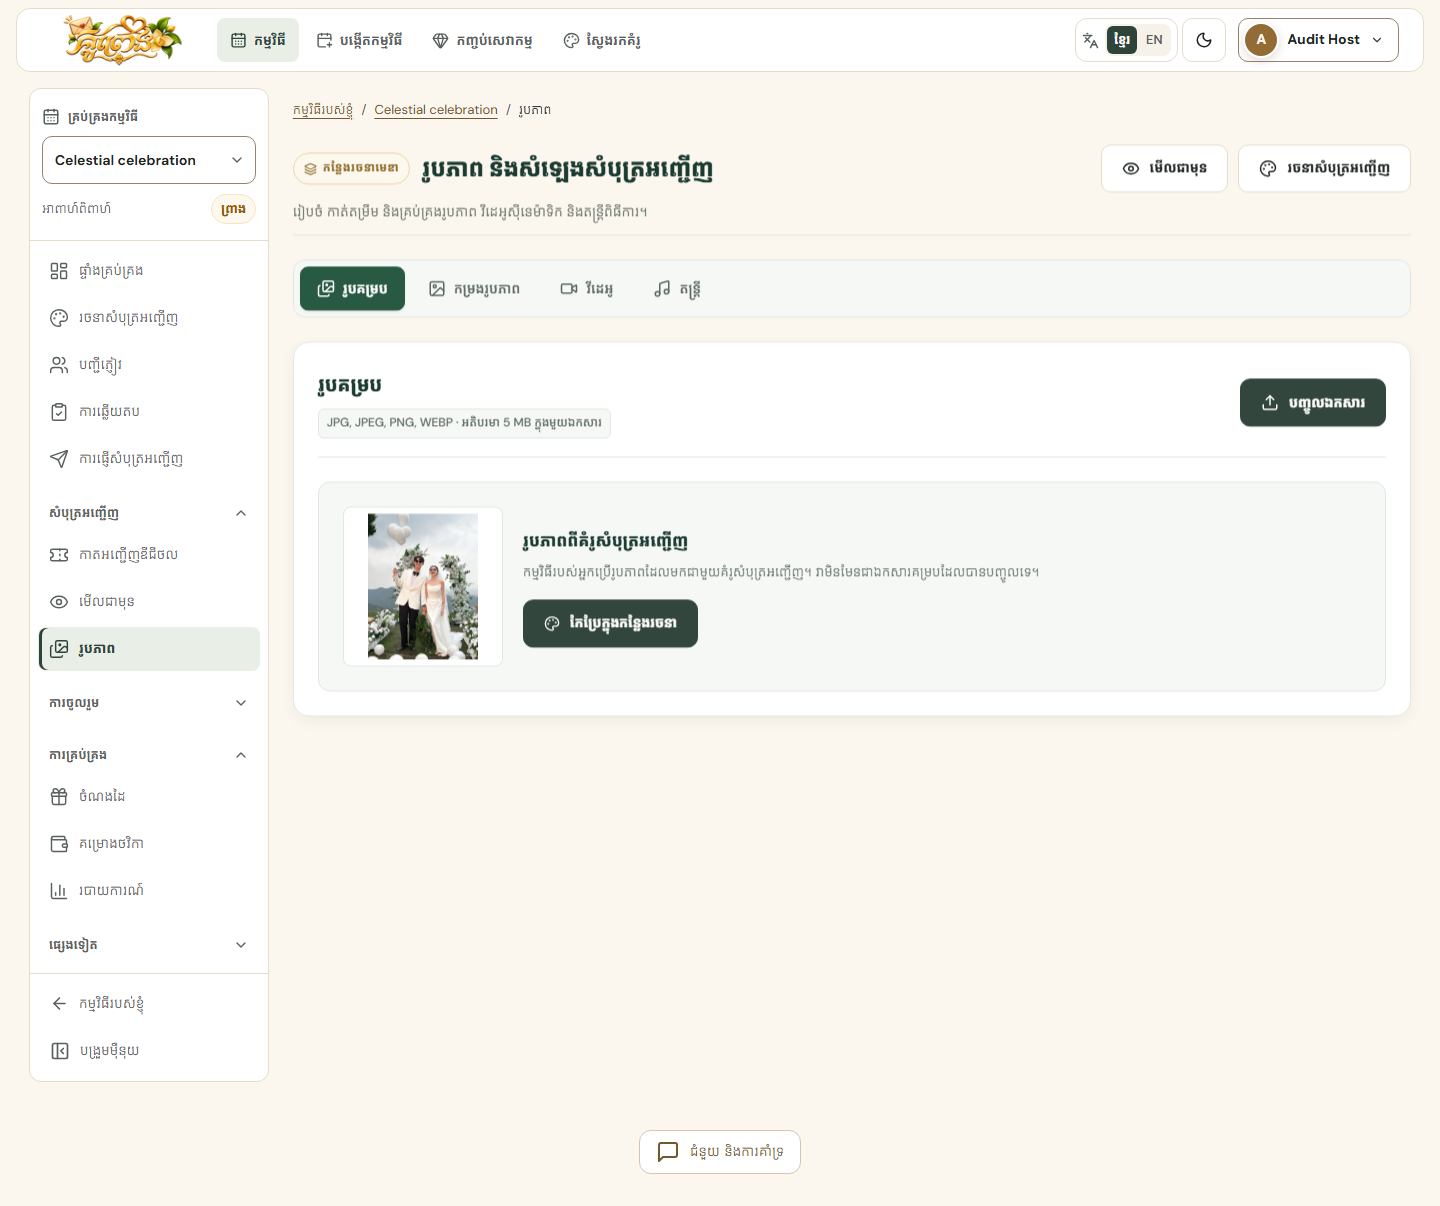 គូព្រេង
កម្មវិធី
បង្កើតកម្មវិធី
កញ្ចប់សេវាកម្ម
ស្វែងរកគំរូ
ខ្មែរ
EN
A
Audit Host
គ្រប់គ្រងកម្មវិធី
Celestial celebration
អាពាហ៍ពិពាហ៍
ព្រាង
ផ្ទាំងគ្រប់គ្រង
រចនាសំបុត្រអញ្ជើញ
បញ្ជីភ្ញៀវ
ការឆ្លើយតប
ការផ្ញើសំបុត្រអញ្ជើញ
សំបុត្រអញ្ជើញ
កាតអញ្ជើញឌីជីថល
មើលជាមុន
រូបភាព
ការចូលរួម
ការគ្រប់គ្រង
ចំណងដៃ
គម្រោងថវិកា
របាយការណ៍
ផ្សេងទៀត
កម្មវិធីរបស់ខ្ញុំ
បង្រួមម៉ឺនុយ
កម្មវិធីរបស់ខ្ញុំ / Celestial celebration / រូបភាព
កន្លែងរចនាមេឌា
រូបភាព និងសំឡេងសំបុត្រអញ្ជើញ
រៀបចំ កាត់តម្រឹម និងគ្រប់គ្រងរូបភាព វីដេអូស៊ីនេម៉ាទិក និងតន្ត្រីពិធីការ។
មើលជាមុន
រចនាសំបុត្រអញ្ជើញ
រូបគម្រប
កម្រងរូបភាព
វីដេអូ
តន្ត្រី
រូបគម្រប
JPG, JPEG, PNG, WEBP · អតិបរមា 5 MB ក្នុងមួយឯកសារ
បញ្ចូលឯកសារ
រូបភាពពីគំរូសំបុត្រអញ្ជើញ
កម្មវិធីរបស់អ្នកប្រើរូបភាពដែលមកជាមួយគំរូសំបុត្រអញ្ជើញ។ វាមិនមែនជាឯកសារគម្របដែលបានបញ្ចូលទេ។
កែប្រែក្នុងកន្លែងរចនា
ជំនួយ និងការគាំទ្រ